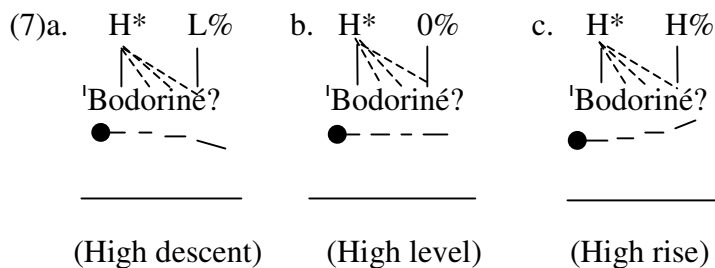 (7)a. H* L% b. H* 0% c. H* H%
ˈBodoriné? ˈBodoriné? ˈBodoriné?
(High descent) (High level) (High rise)